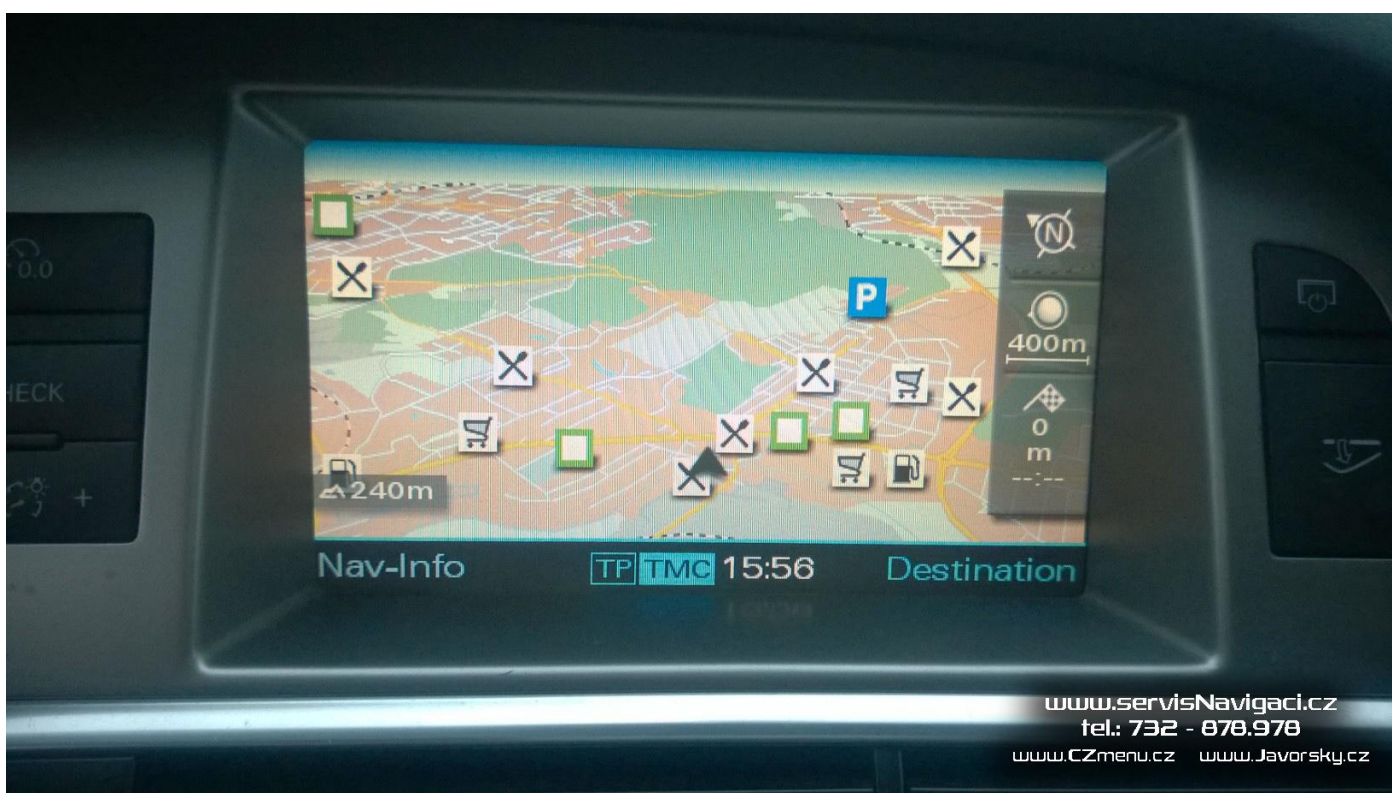 0.0
HECK
+
P
N
400m
0
m
--:--
240m
Nav-Info
TP TMC 15:56
Destination
www.servisNavigaci.cz
tel.: 732 - 878.978
www.CZmenu.cz www.Javorsky.cz